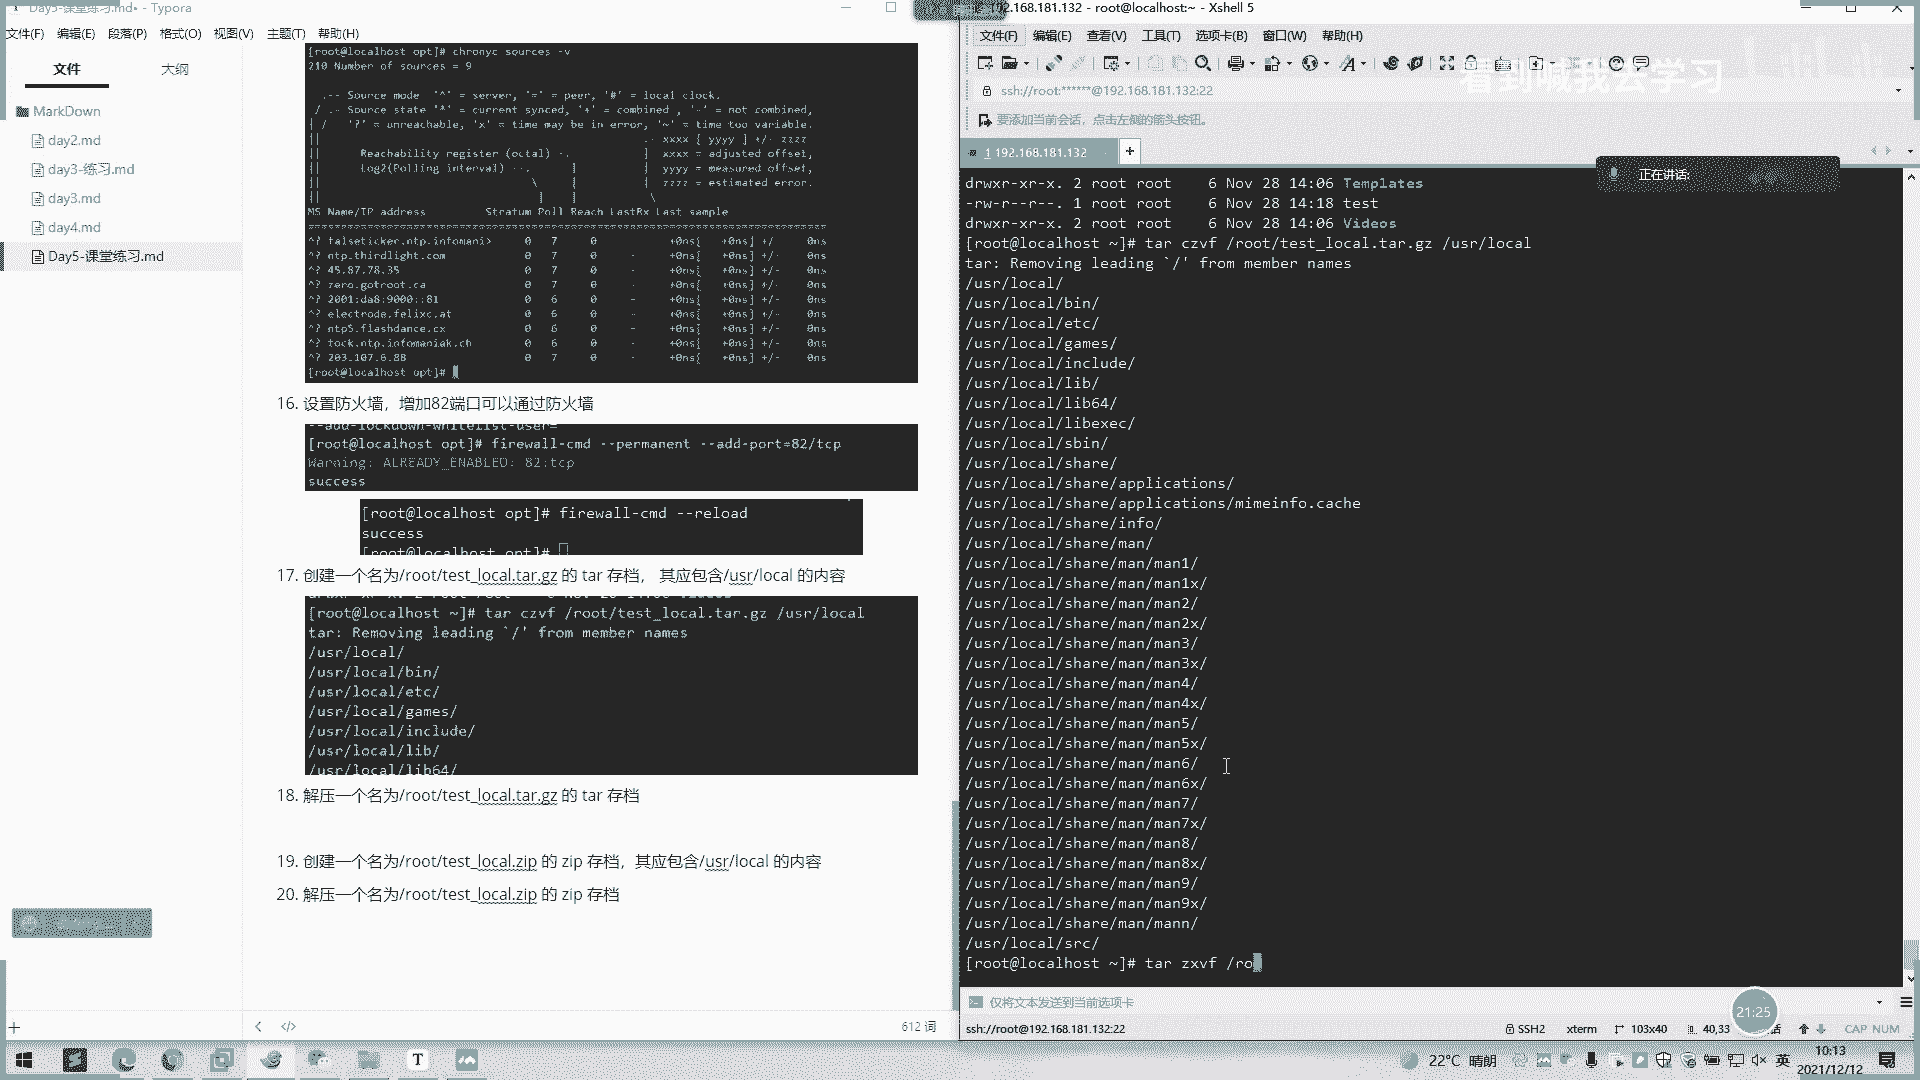 Day5-课堂练习.md• - Typora
文件(F) 编辑(E) 段落(P) 格式(O) 视图(V) 主题(T) 帮助(H)
文件 大纲
MarkDown
day2.md
day3-练习.md
day3.md
day4.md
Day5-课堂练习.md
[root@localhost opt]# chronyc sources -v
210 Number of sources = 9
.-- Source mode '^' = server, '=' = peer, '#' = local clock.
/ .- Source state '*' = current synced, '+' = combined , '-' = not combined,
| / '?' = unreachable, 'x' = time may be in error, '~' = time too variable.
|| .- xxxx [ yyyy ] +/- zzzz
|| Reachability register (octal) -. | xxxx = adjusted offset,
|| Log2(Polling interval) --. | | yyyy = measured offset,
|| \ | | zzzz = estimated error.
|| | | \
MS Name/IP address Stratum Poll Reach LastRx Last sample
^? falseticker.ntp.infomani> 0 7 0 - +0ns[ +0ns] +/- 0ns
^? ntp.thirdlight.com 0 7 0 - +0ns[ +0ns] +/- 0ns
^? 45.87.78.35 0 7 0 - +0ns[ +0ns] +/- 0ns
^? zero.gotroot.ca 0 7 0 - +0ns[ +0ns] +/- 0ns
^? 2001:da8:9000::81 0 6 0 - +0ns[ +0ns] +/- 0ns
^? electrode.felixc.at 0 6 0 - +0ns[ +0ns] +/- 0ns
^? ntp5.flashdance.cx 0 6 0 - +0ns[ +0ns] +/- 0ns
^? tock.ntp.infomaniak.ch 0 6 0 - +0ns[ +0ns] +/- 0ns
^? 203.107.6.88 0 7 0 - +0ns[ +0ns] +/- 0ns
[root@localhost opt]#
16. 设置防火墙，增加82端口可以通过防火墙
--add-lockdown-whitelist-user=
[root@localhost opt]# firewall-cmd --permanent --add-port=82/tcp
Warning: ALREADY_ENABLED: 82:tcp
success
[root@localhost opt]# firewall-cmd --reload
success
[root@localhost opt]#
17. 创建一个名为/root/test_local.tar.gz 的 tar 存档， 其应包含/usr/local 的内容
[root@localhost ~]# tar czvf /root/test_local.tar.gz /usr/local
tar: Removing leading `/' from member names
/usr/local/
/usr/local/bin/
/usr/local/etc/
/usr/local/games/
/usr/local/include/
/usr/local/lib/
/usr/local/lib64/
18. 解压一个名为/root/test_local.tar.gz 的 tar 存档
19. 创建一个名为/root/test_local.zip 的 zip 存档，其应包含/usr/local 的内容
20. 解压一个名为/root/test_local.zip 的 zip 存档
612 词
192.168.181.132 - root@localhost:~ - Xshell 5
文件(F) 编辑(E) 查看(V) 工具(T) 选项卡(B) 窗口(W) 帮助(H)
看到喊我去学习
ssh://root:******@192.168.181.132:22
要添加当前会话，点击左侧的箭头按钮。
1 192.168.181.132
正在讲话:
drwxr-xr-x. 2 root root 6 Nov 28 14:06 Templates
-rw-r--r--. 1 root root 6 Nov 28 14:18 test
drwxr-xr-x. 2 root root 6 Nov 28 14:06 Videos
[root@localhost ~]# tar czvf /root/test_local.tar.gz /usr/local
tar: Removing leading `/' from member names
/usr/local/
/usr/local/bin/
/usr/local/etc/
/usr/local/games/
/usr/local/include/
/usr/local/lib/
/usr/local/lib64/
/usr/local/libexec/
/usr/local/sbin/
/usr/local/share/
/usr/local/share/applications/
/usr/local/share/applications/mimeinfo.cache
/usr/local/share/info/
/usr/local/share/man/
/usr/local/share/man/man1/
/usr/local/share/man/man1x/
/usr/local/share/man/man2/
/usr/local/share/man/man2x/
/usr/local/share/man/man3/
/usr/local/share/man/man3x/
/usr/local/share/man/man4/
/usr/local/share/man/man4x/
/usr/local/share/man/man5/
/usr/local/share/man/man5x/
/usr/local/share/man/man6/
/usr/local/share/man/man6x/
/usr/local/share/man/man7/
/usr/local/share/man/man7x/
/usr/local/share/man/man8/
/usr/local/share/man/man8x/
/usr/local/share/man/man9/
/usr/local/share/man/man9x/
/usr/local/share/man/mann/
/usr/local/src/
[root@localhost ~]# tar zxvf /ro
仅将文本发送到当前选项卡
21:25
ssh://root@192.168.181.132:22 SSH2 xterm 103x40 40,33 CAP NUM
22°C 晴朗 英 10:13
2021/12/12